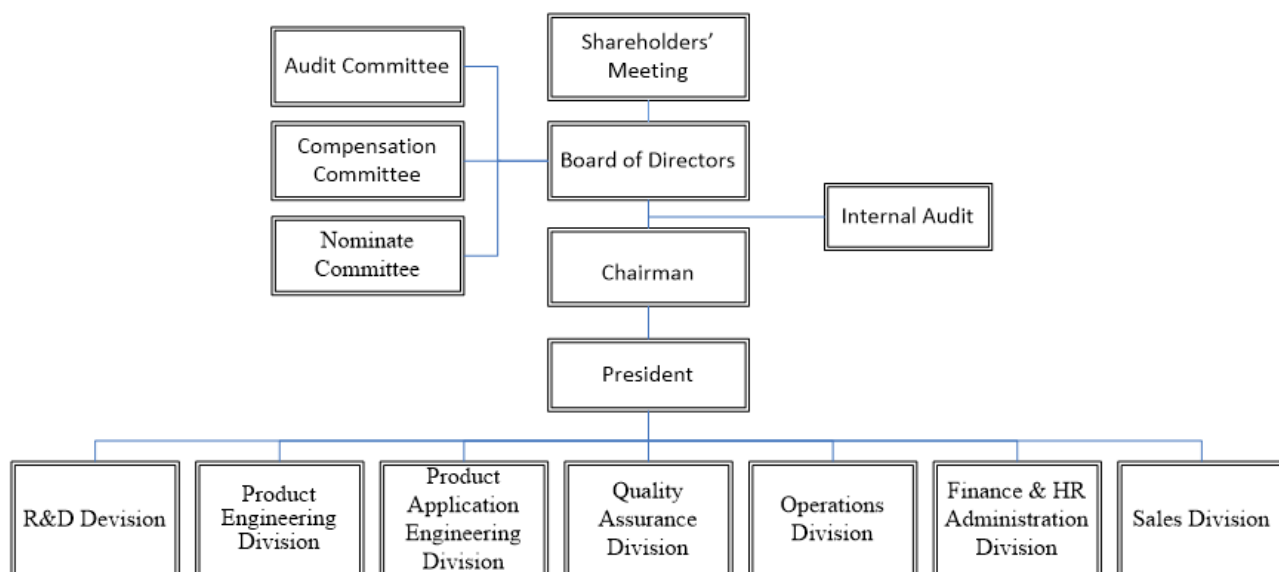 Shareholders'
Meeting
Audit Committee
Compensation
Committee
Board of Directors
Nominate
Committee
Internal Audit
Chairman
President
R&D Devision
Product
Engineering
Division
Product
Application
Engineering
Division
Quality
Assurance
Division
Operations
Division
Finance & HR
Administration
Division
Sales Division